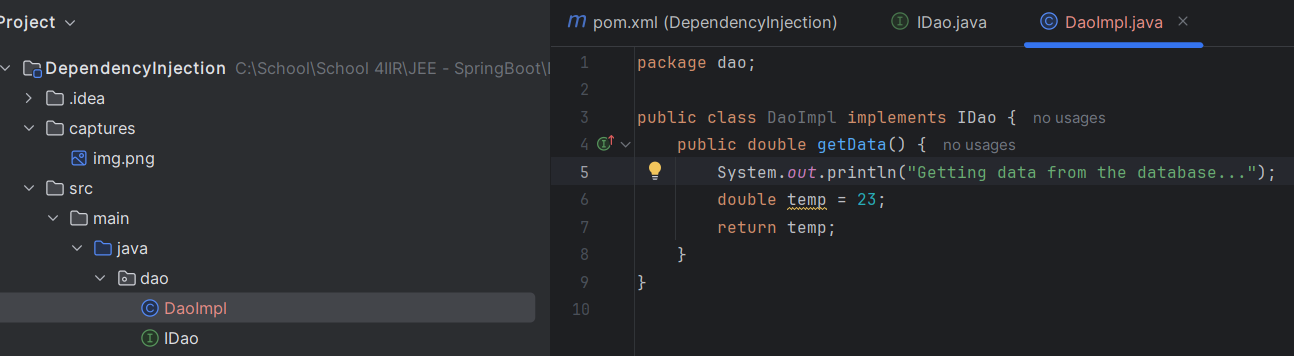 Project
DependencyInjection C:\School\School 4IIR\JEE - SpringBoot\
.idea
captures
img.png
src
main
java
dao
DaoImpl
IDao
pom.xml (DependencyInjection) IDao.java DaoImpl.java
1 package dao;
2
3 public class DaoImpl implements IDao { no usages
4 public double getData() { no usages
5 System.out.println("Getting data from the database...");
6 double temp = 23;
7 return temp;
8 }
9 }
10